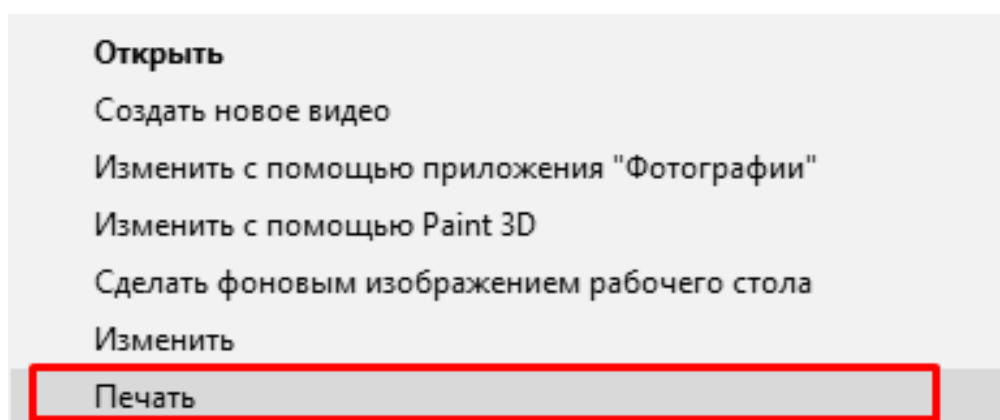 Открыть
Создать новое видео
Изменить с помощью приложения "Фотографии"
Изменить с помощью Paint 3D
Сделать фоновым изображением рабочего стола
Изменить
Печать